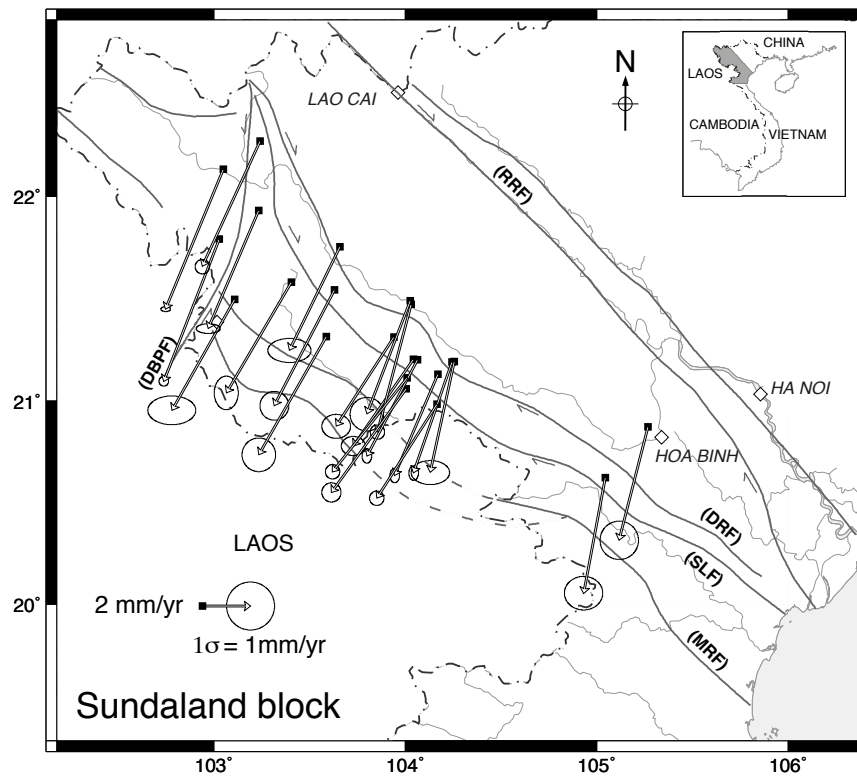 CHINA
N
LAOS
LAO CAI
CAMBODIA
VIETNAM
(RRF)
22°
(DBPF)
21°
HA NOI
HOA BINH
(DRF)
LAOS
(SLF)
2 mm/yr
20°
1σ = 1mm/yr
(MRF)
Sundaland block
103° 104° 105° 106°